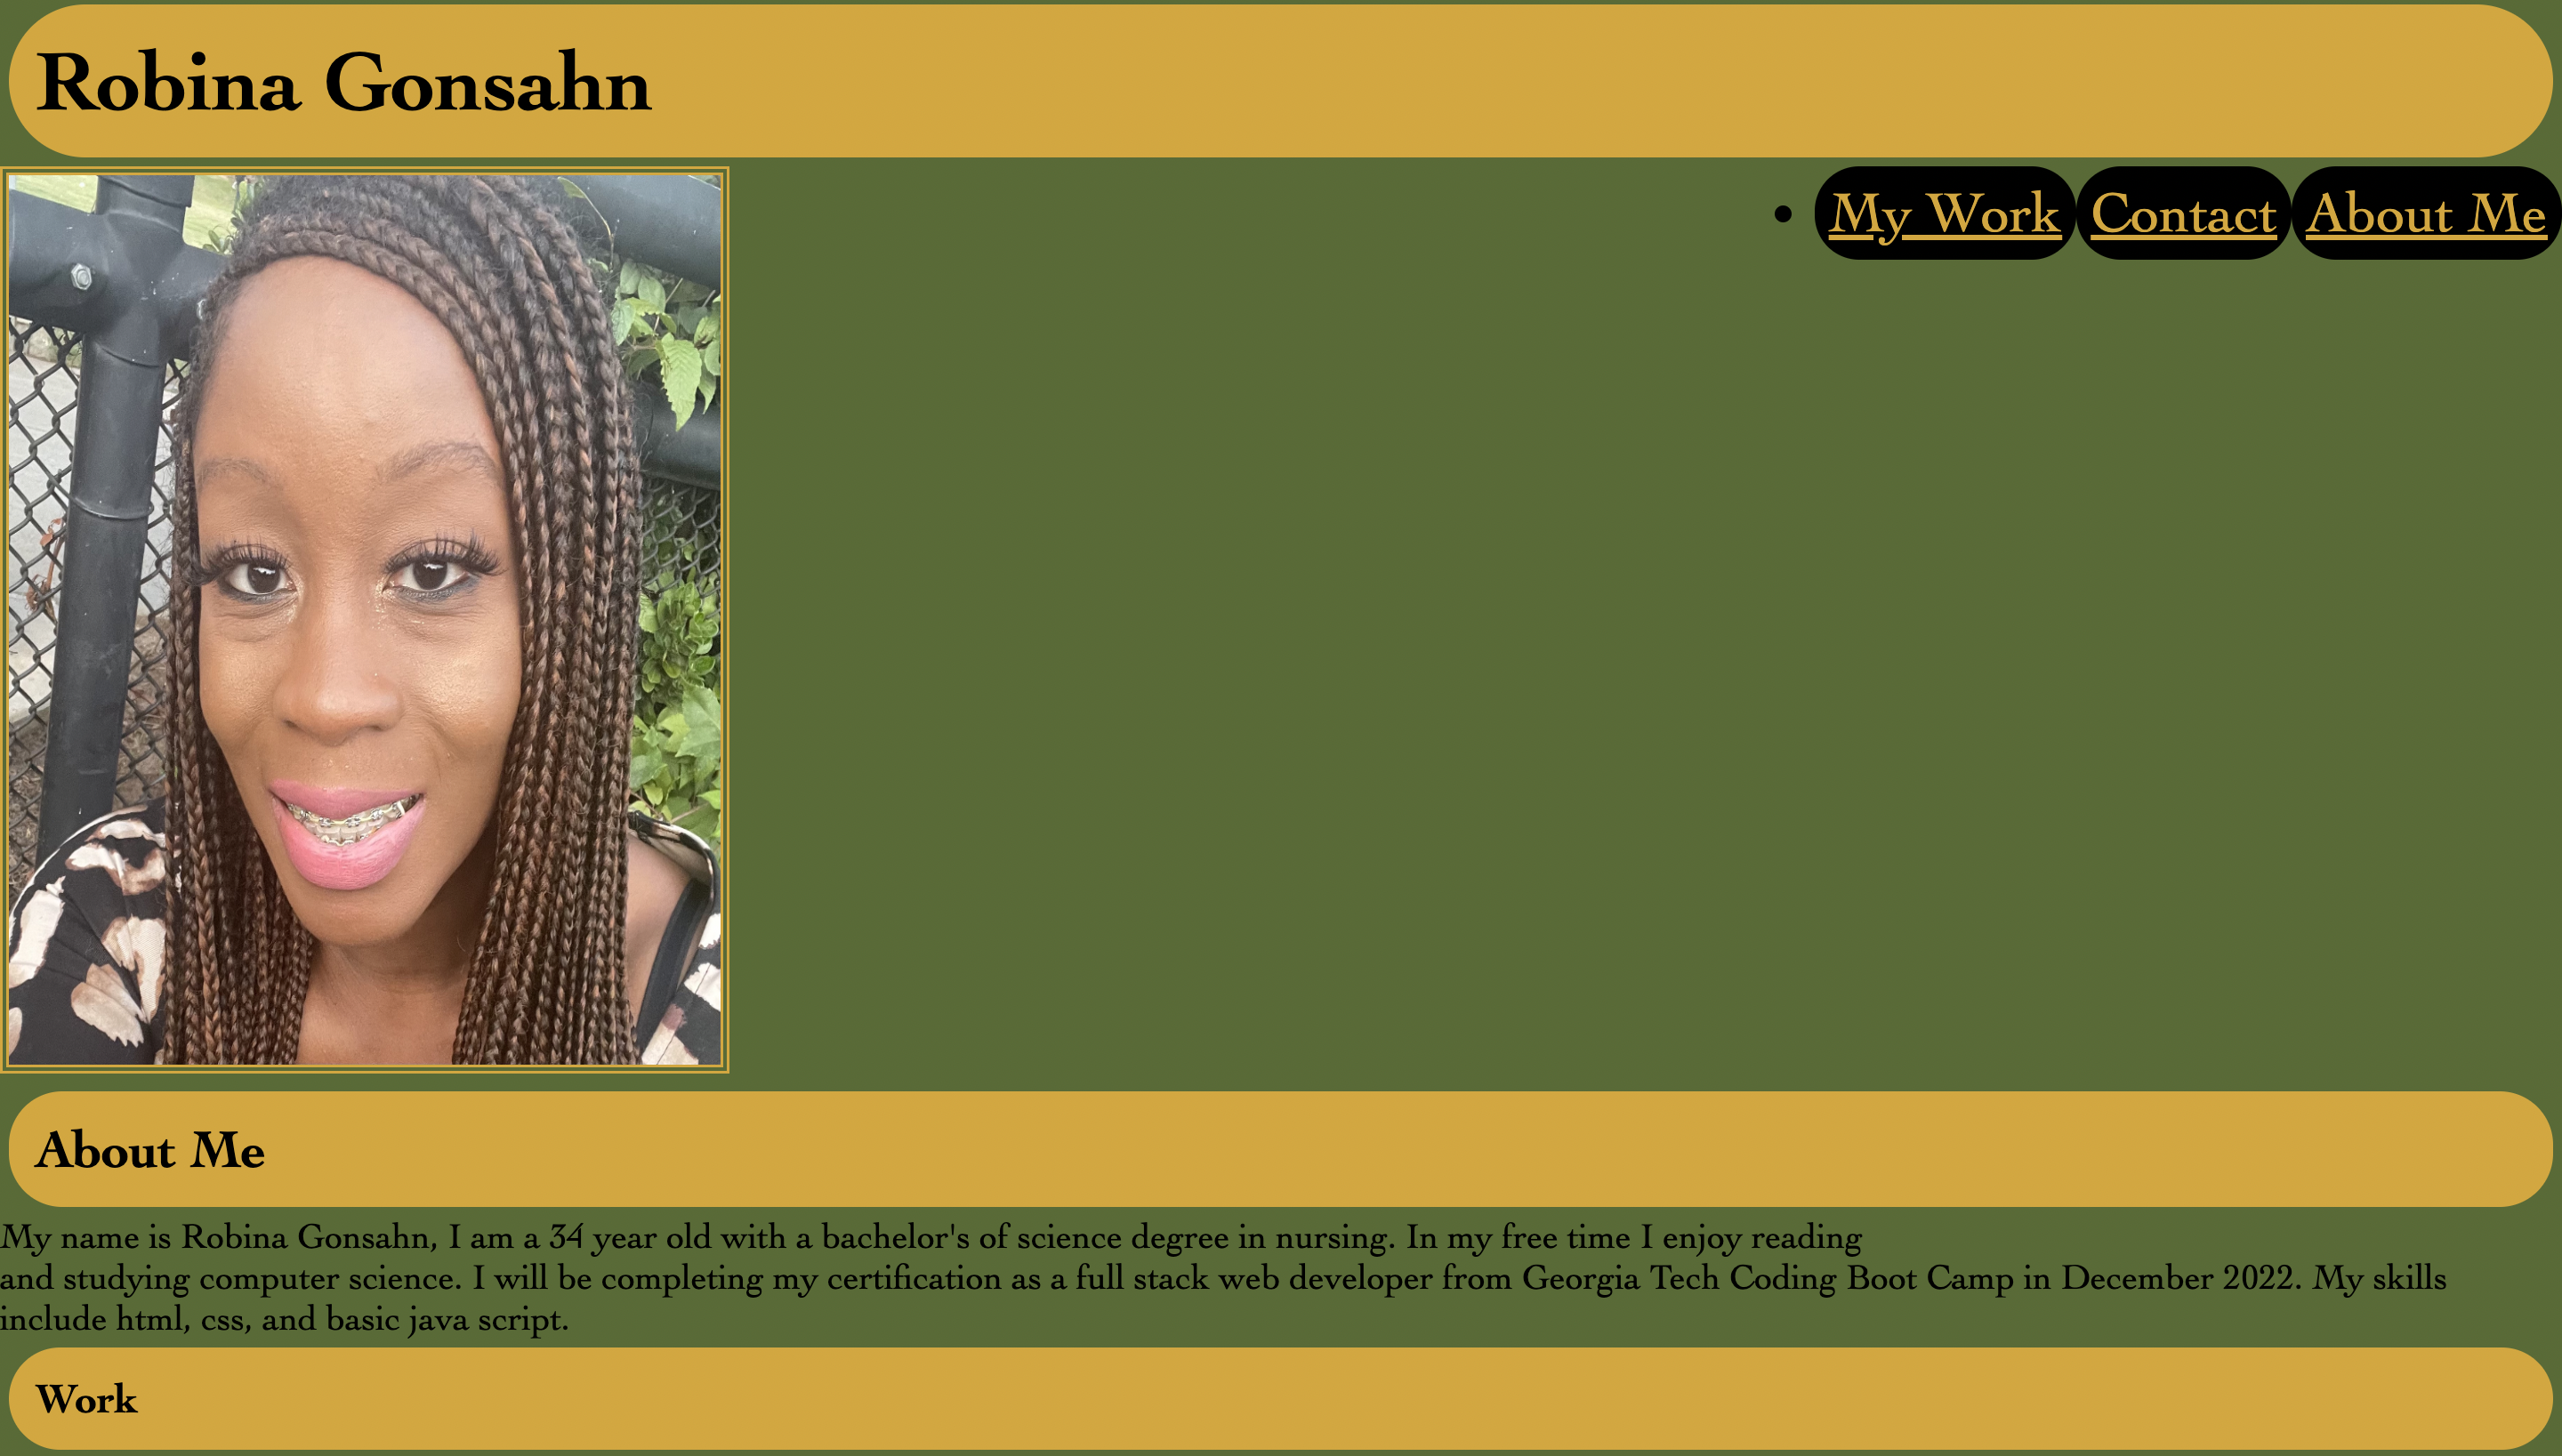 Robina Gonsahn
• My Work Contact About Me
About Me
My name is Robina Gonsahn, I am a 34 year old with a bachelor's of science degree in nursing. In my free time I enjoy reading
and studying computer science. I will be completing my certification as a full stack web developer from Georgia Tech Coding Boot Camp in December 2022. My skills
include html, css, and basic java script.
Work